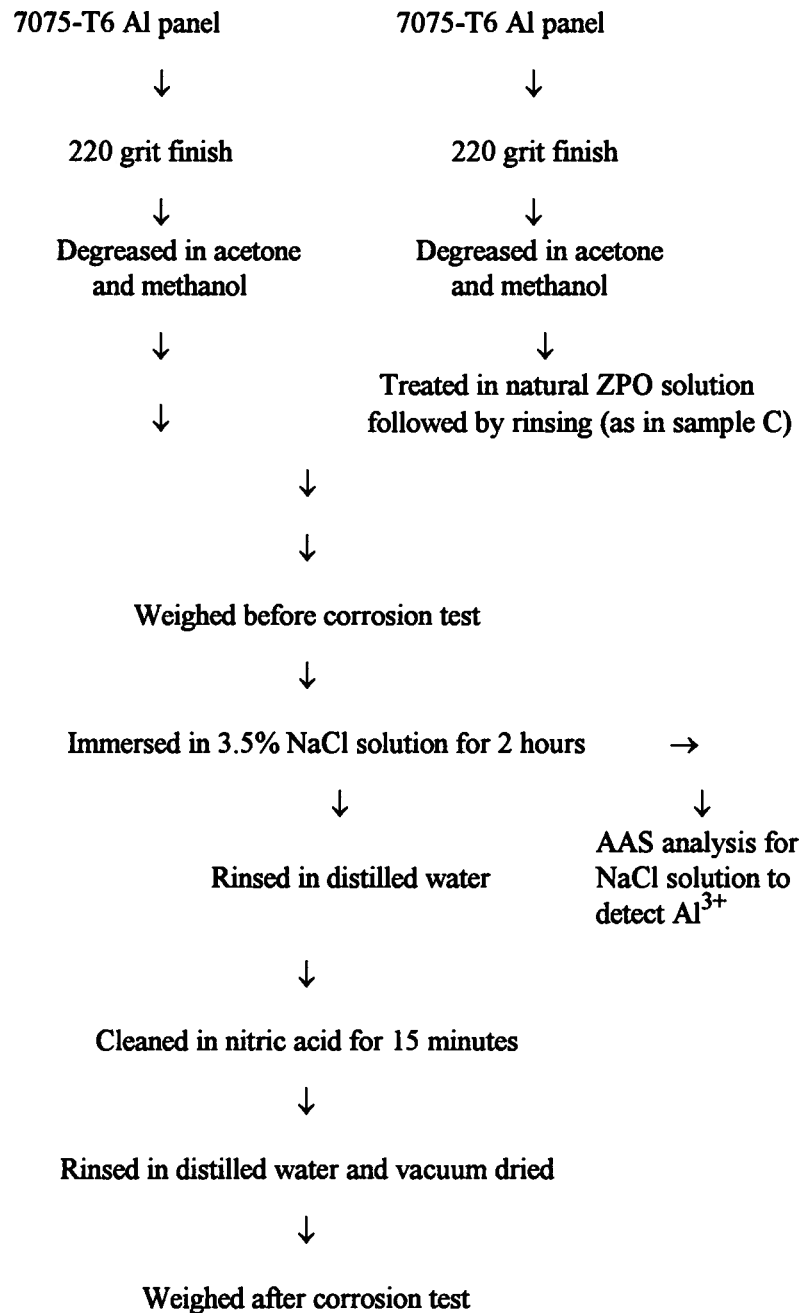 7075-T6 Al panel
7075-T6 Al panel
↓
↓
220 grit finish
220 grit finish
↓
↓
Degreased in acetone
and methanol
Degreased in acetone
and methanol
↓
↓
↓
Treated in natural ZPO solution
followed by rinsing (as in sample C)
↓
↓
Weighed before corrosion test
↓
Immersed in 3.5% NaCl solution for 2 hours →
↓
↓
Rinsed in distilled water
AAS analysis for
NaCl solution to
detect Al³⁺
↓
Cleaned in nitric acid for 15 minutes
↓
Rinsed in distilled water and vacuum dried
↓
Weighed after corrosion test